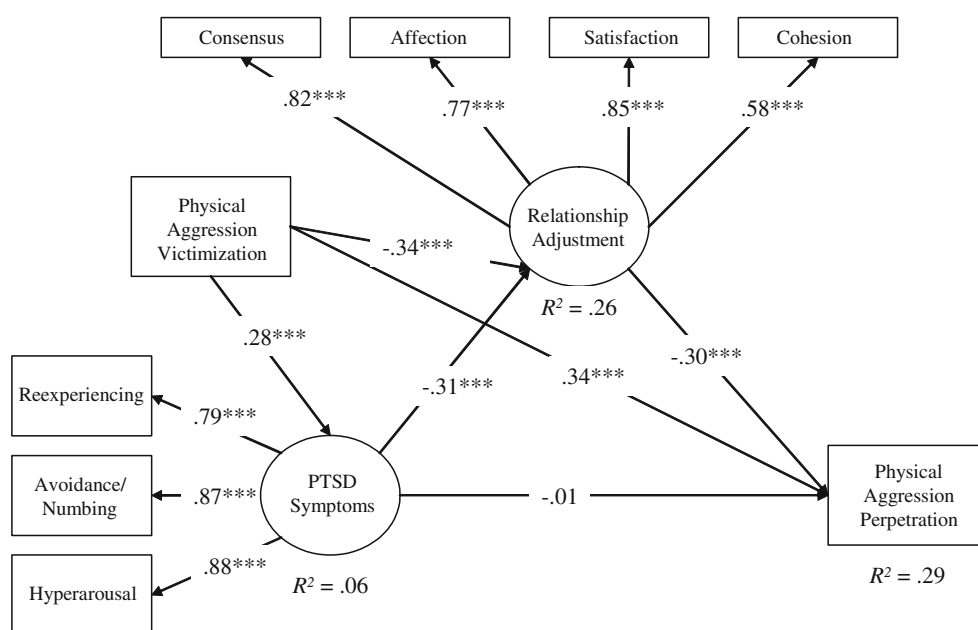 Consensus
Affection
Satisfaction
Cohesion
.82***
.77***
.85***
.58***
Physical
Aggression
Victimization
Relationship
Adjustment
-.34***
R² = .26
.28***
-.31***
.34***
-.30***
Reexperiencing
.79***
Avoidance/
Numbing
.87***
PTSD
Symptoms
-.01
Physical
Aggression
Perpetration
Hyperarousal
.88***
R² = .06
R² = .29